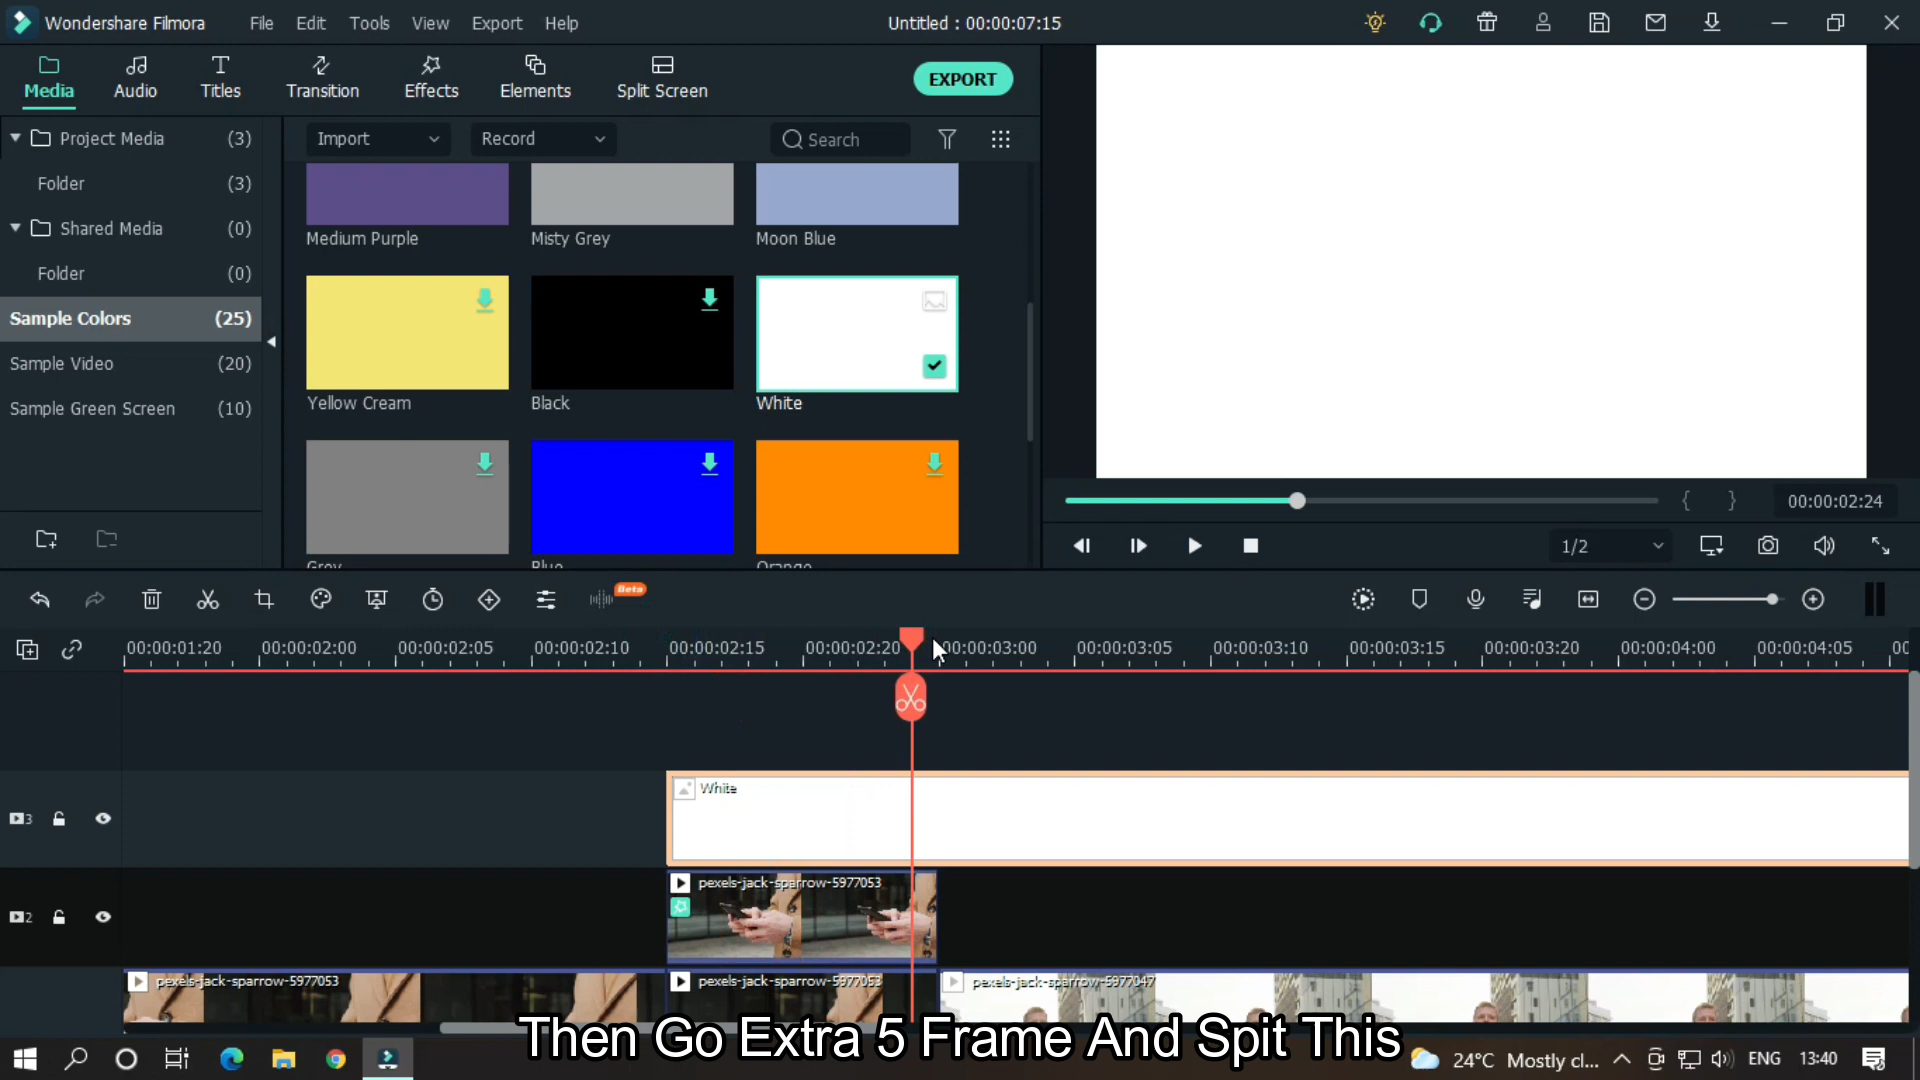 Wondershare Filmora File Edit Tools View Export Help Untitled : 00:00:07:15
Media Audio Titles Transition Effects Elements Split Screen EXPORT
Project Media (3) Import Record Search
Folder (3)
Shared Media (0)
Medium Purple Misty Grey Moon Blue
Folder (0)
Sample Colors (25)
Sample Video (20)
Sample Green Screen (10)
Yellow Cream Black White
00:00:02:24
1/2
Grey Blue Orange
Beta
00:00:01:20 00:00:02:00 00:00:02:05 00:00:02:10 00:00:02:15 00:00:02:20 00:00:03:00 00:00:03:05 00:00:03:10 00:00:03:15 00:00:03:20 00:00:04:00 00:00:04:05
White
3
pexels-jack-sparrow-5977053
2
pexels-jack-sparrow-5977053 pexels-jack-sparrow-5977053 pexels-jack-sparrow-5977047
Then Go Extra 5 Frame And Spit This
24°C Mostly cl... ENG 13:40